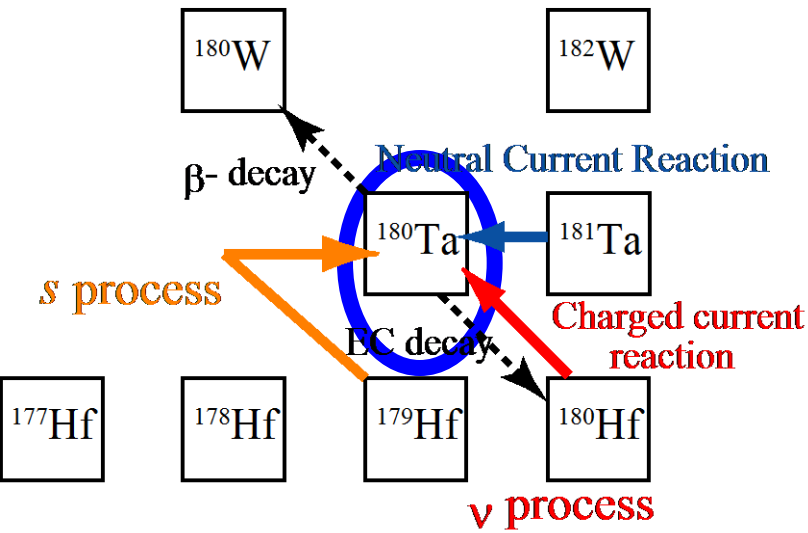 ¹⁸⁰W
¹⁸²W
Neutral Current Reaction
β- decay
¹⁸⁰Ta
¹⁸¹Ta
s process
Charged current
reaction
EC decay
¹⁷⁷Hf
¹⁷⁸Hf
¹⁷⁹Hf
¹⁸⁰Hf
ν process